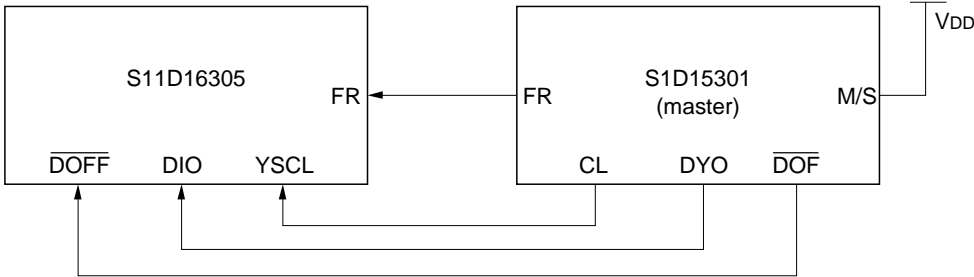 VDD
S11D16305
S1D15301
(master)
FR
FR
M/S
DOFF
DIO
YSCL
CL
DYO
DOF